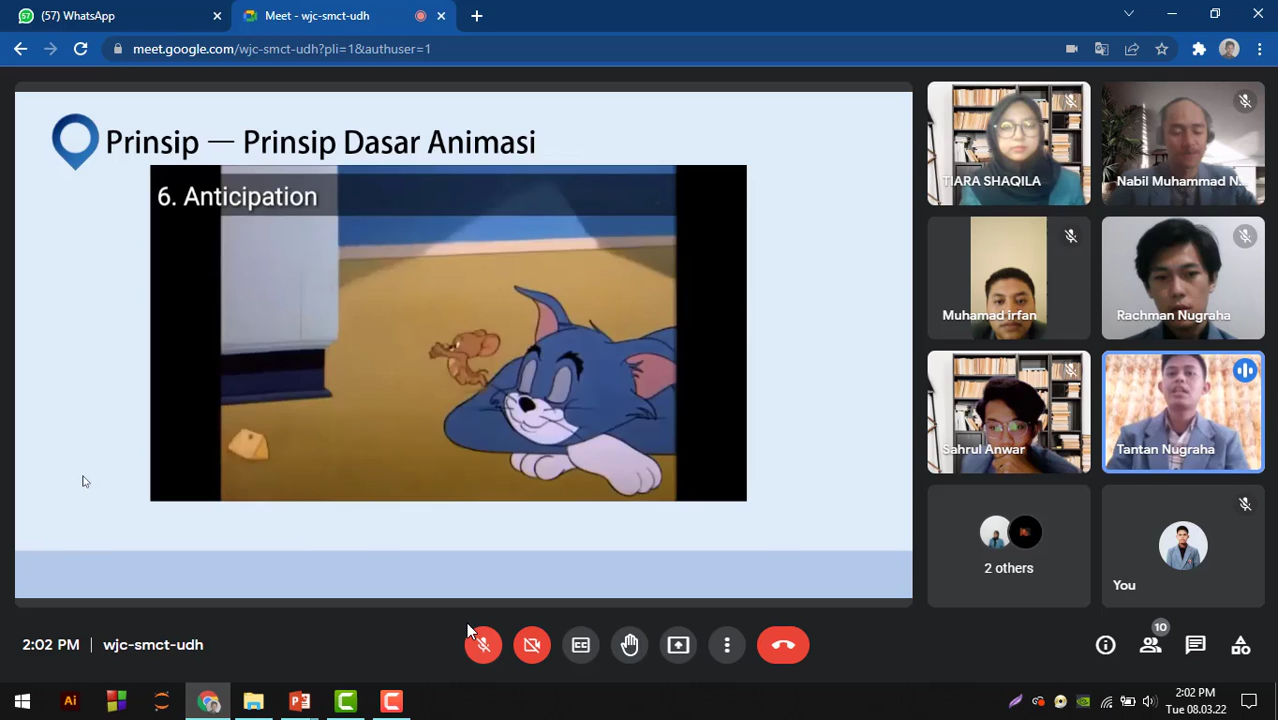 (57) WhatsApp
Meet - wjc-smct-udh
meet.google.com/wjc-smct-udh?pli=1&authuser=1
Prinsip — Prinsip Dasar Animasi
6. Anticipation
TIARA SHAQILA
Nabil Muhammad N...
Muhamad irfan
Rachman Nugraha
Sahrul Anwar
Tantan Nugraha
2 others
You
2:02 PM
wjc-smct-udh
CC
10
Ai
2:02 PM
Tue 08.03.22